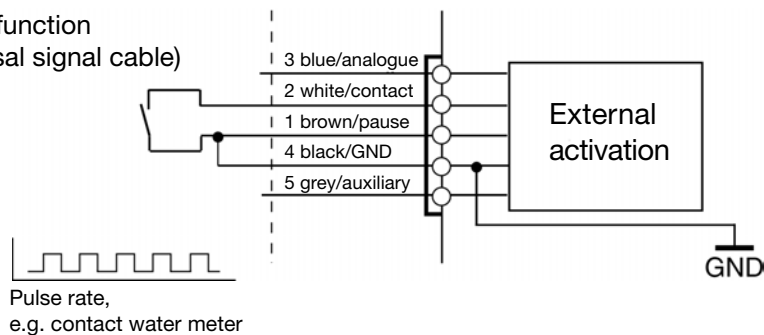 function
sal signal cable)
3 blue/analogue
2 white/contact
1 brown/pause
4 black/GND
5 grey/auxiliary
External
activation
GND
Pulse rate,
e.g. contact water meter